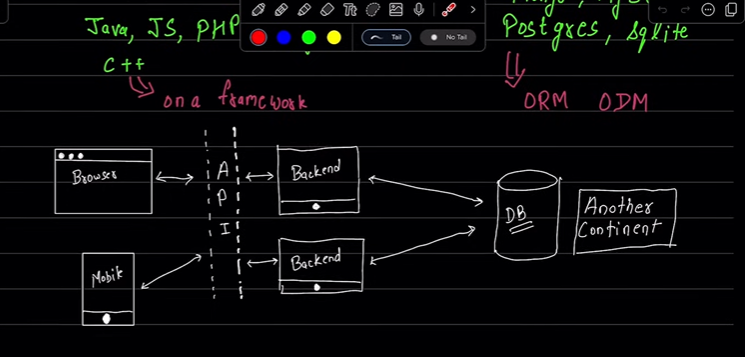 Java, JS, PHP
C++
Postgres, Sqlite
on a framework
ORM ODM
Tail
No Tail
Browser
API
Backend
DB
Another
Continent
Mobile
Backend